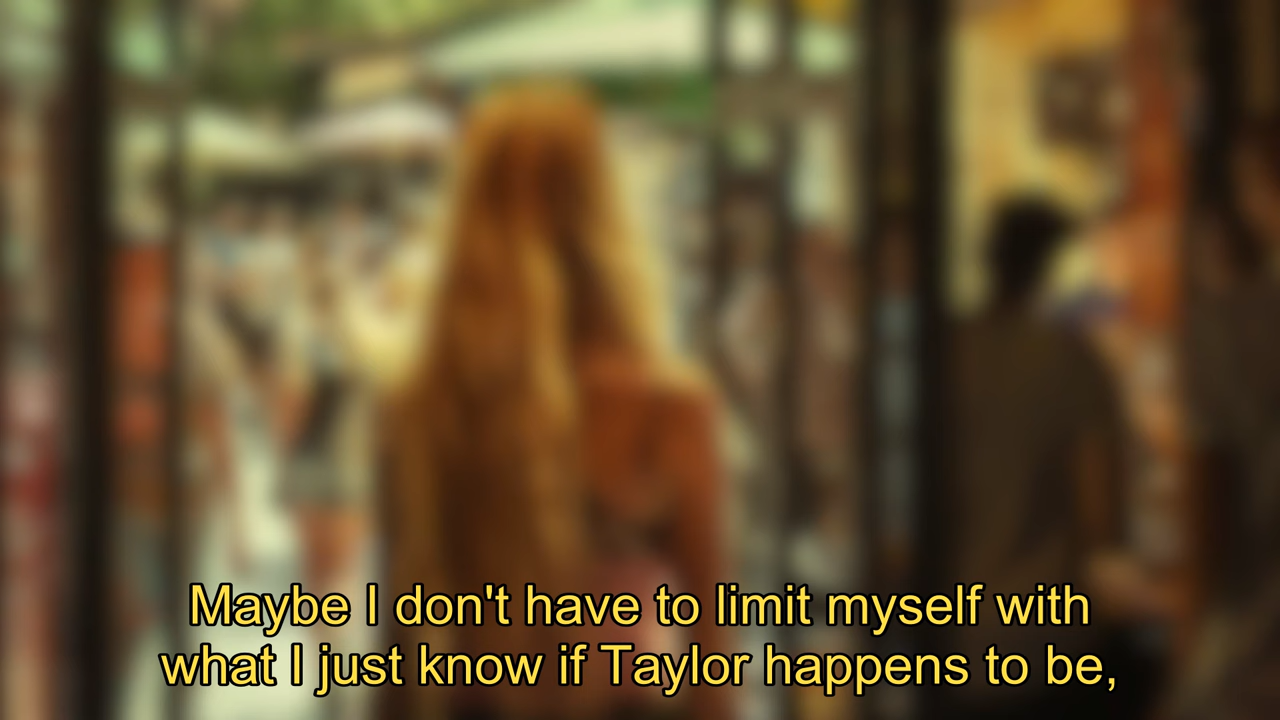 Maybe I don't have to limit myself with
what I just know if Taylor happens to be,